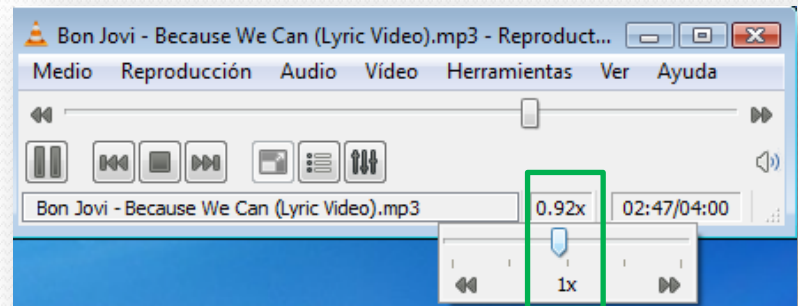 Bon Jovi - Because We Can (Lyric Video).mp3 - Reproduct...
Medio Reproducción Audio Vídeo Herramientas Ver Ayuda
Bon Jovi - Because We Can (Lyric Video).mp3 0.92x 02:47/04:00
1x